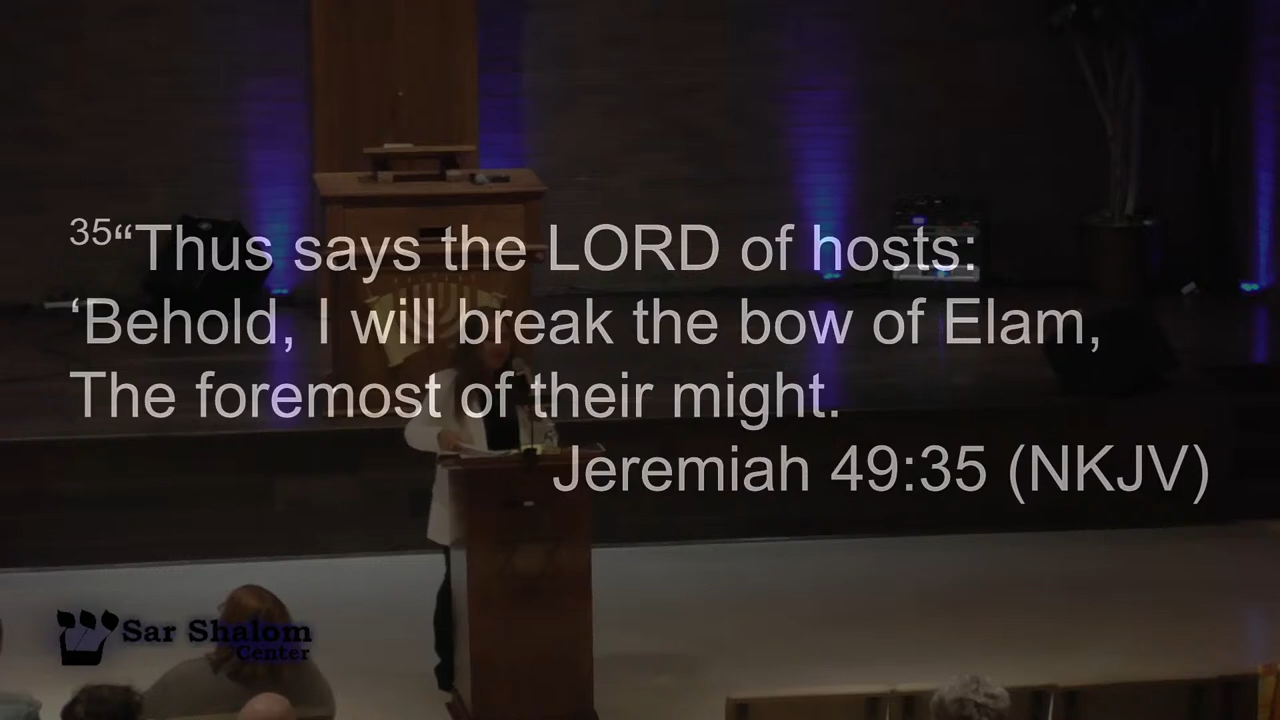 35“Thus says the LORD of hosts:
‘Behold, I will break the bow of Elam,
The foremost of their might.
Jeremiah 49:35 (NKJV)
Sar Shalom
Center